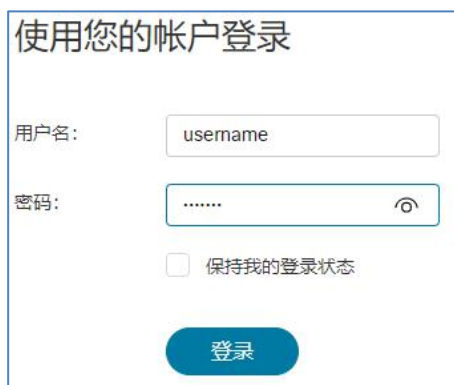 使用您的帐户登录
用户名: username
密码: .......
保持我的登录状态
登录